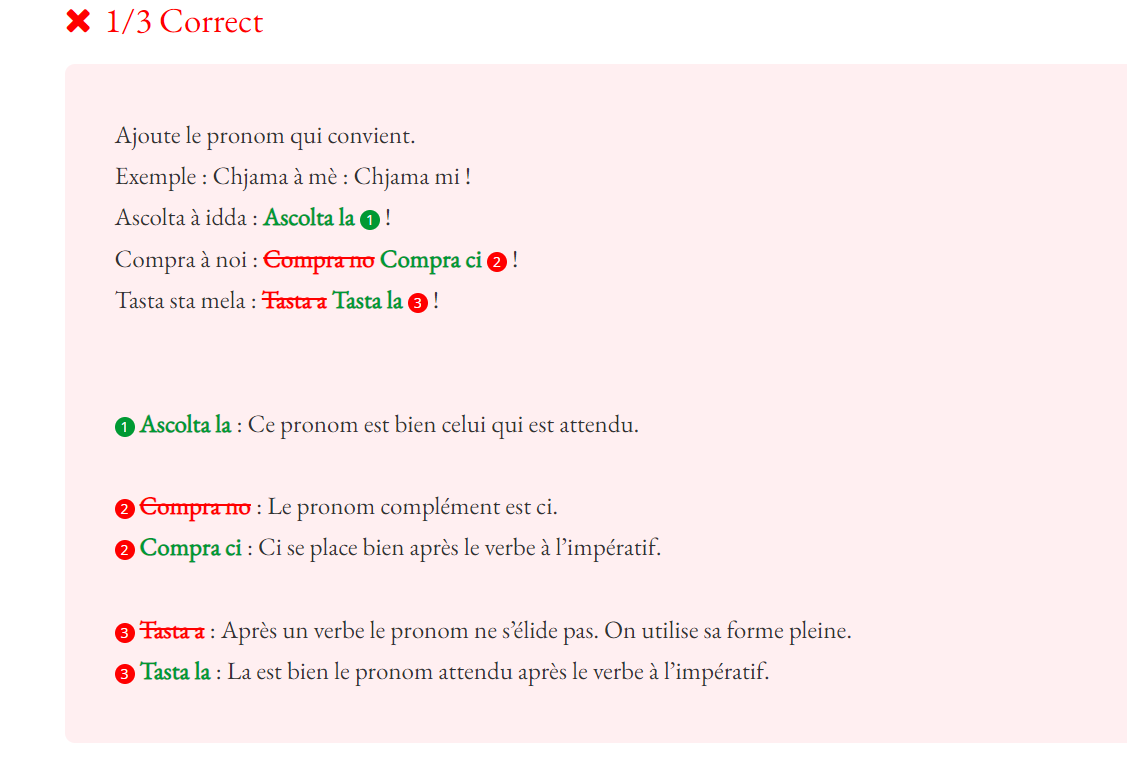 ✖ 1/3 Correct
Ajoute le pronom qui convient.
Exemple : Chjama à mè : Chjama mi !
Ascolta à idda : Ascolta la 1 !
Compra à noi : Compra no Compra ci 2 !
Tasta sta mela : Tasta a Tasta la 3 !
1 Ascolta la : Ce pronom est bien celui qui est attendu.
2 Compra no : Le pronom complément est ci.
2 Compra ci : Ci se place bien après le verbe à l’impératif.
3 Tasta a : Après un verbe le pronom ne s’élide pas. On utilise sa forme pleine.
3 Tasta la : La est bien le pronom attendu après le verbe à l’impératif.